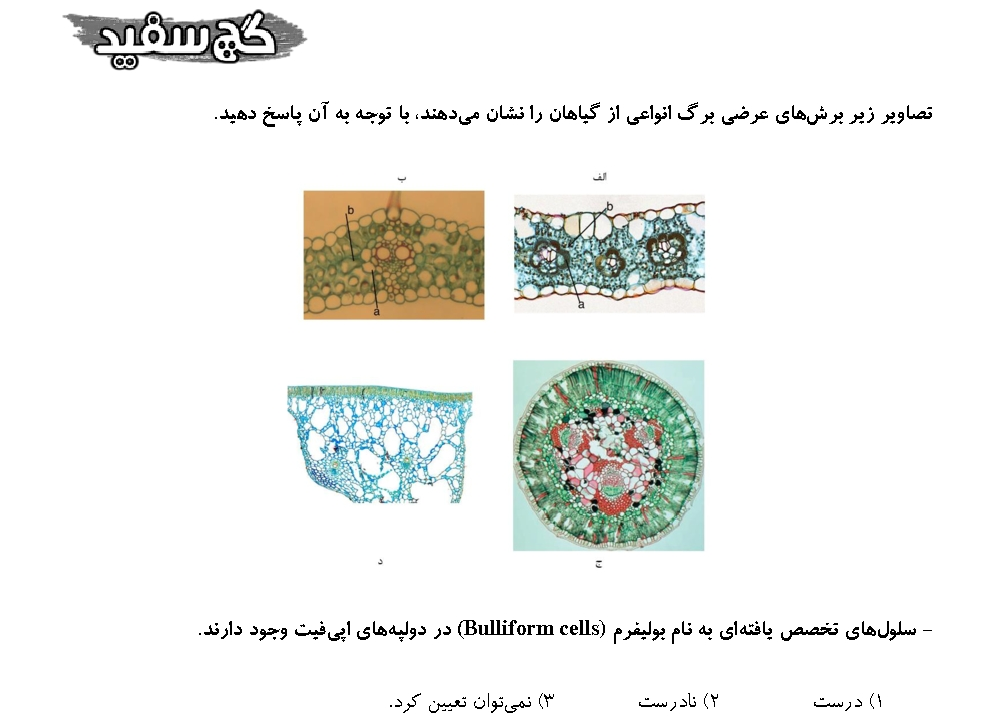 گچ سفید
تصاویر زیر برش‌های عرضی برگ انواعی از گیاهان را نشان می‌دهند، با توجه به آن پاسخ دهید.
الف
ب
b
a
b
a
ج
د
– سلول‌های تخصص یافته‌ای به نام بولیفرم (Bulliform cells) در دولپه‌های اپی‌فیت وجود دارند.
۱) درست ۲) نادرست ۳) نمی‌توان تعیین کرد.